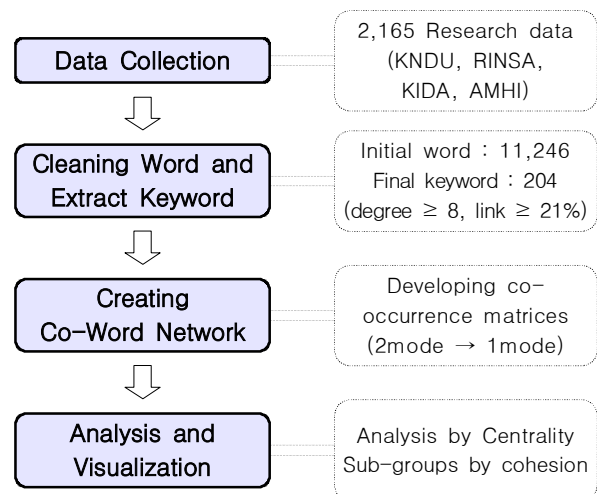 Data Collection
2,165 Research data
(KNDU, RINSA,
KIDA, AMHI)
Cleaning Word and
Extract Keyword
Initial word : 11,246
Final keyword : 204
(degree ≥ 8, link ≥ 21%)
Creating
Co-Word Network
Developing co-
occurrence matrices
(2mode → 1mode)
Analysis and
Visualization
Analysis by Centrality
Sub-groups by cohesion